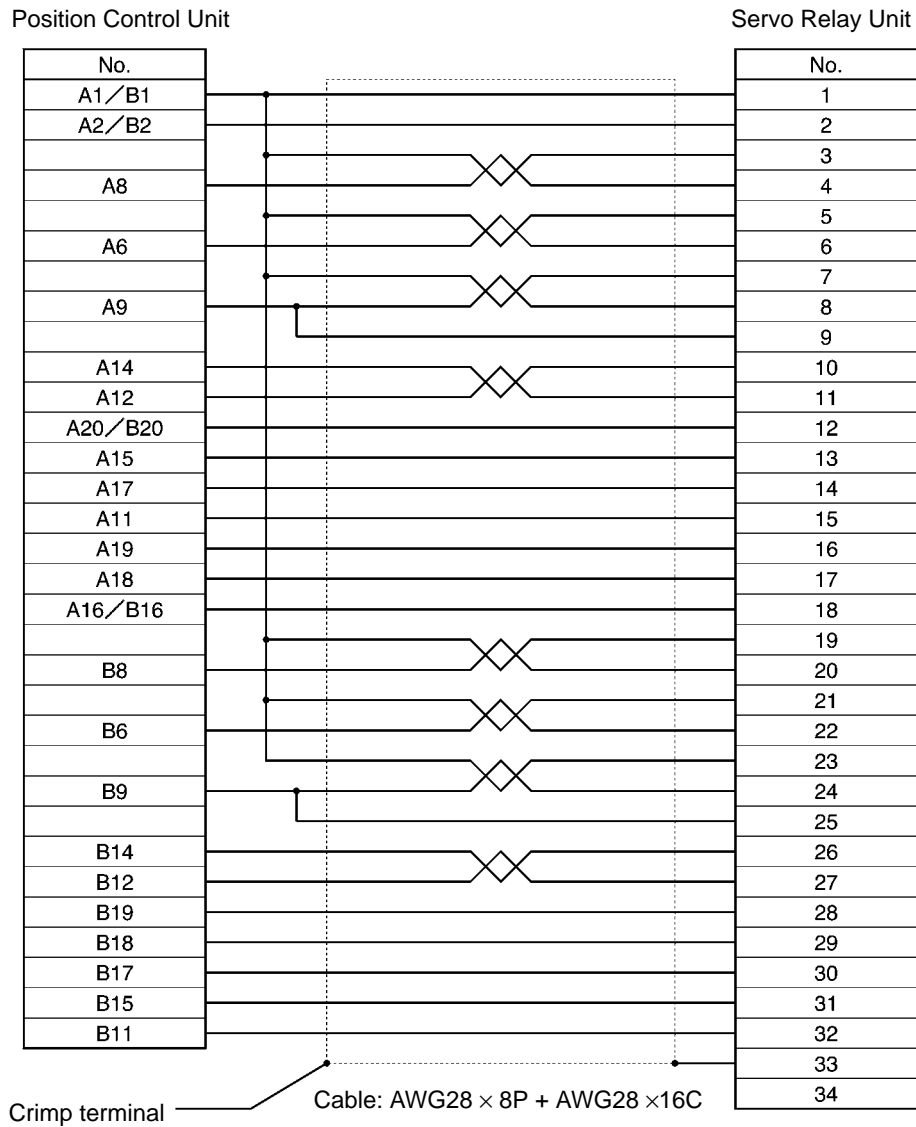 Position Control Unit Servo Relay Unit
No. No.
A1/B1 1
A2/B2 2
3
A8 4
5
A6 6
7
A9 8
9
A14 10
A12 11
A20/B20 12
A15 13
A17 14
A11 15
A19 16
A18 17
A16/B16 18
19
B8 20
21
B6 22
23
B9 24
25
B14 26
B12 27
B19 28
B18 29
B17 30
B15 31
B11 32
33
34
Crimp terminal Cable: AWG28 × 8P + AWG28 ×16C